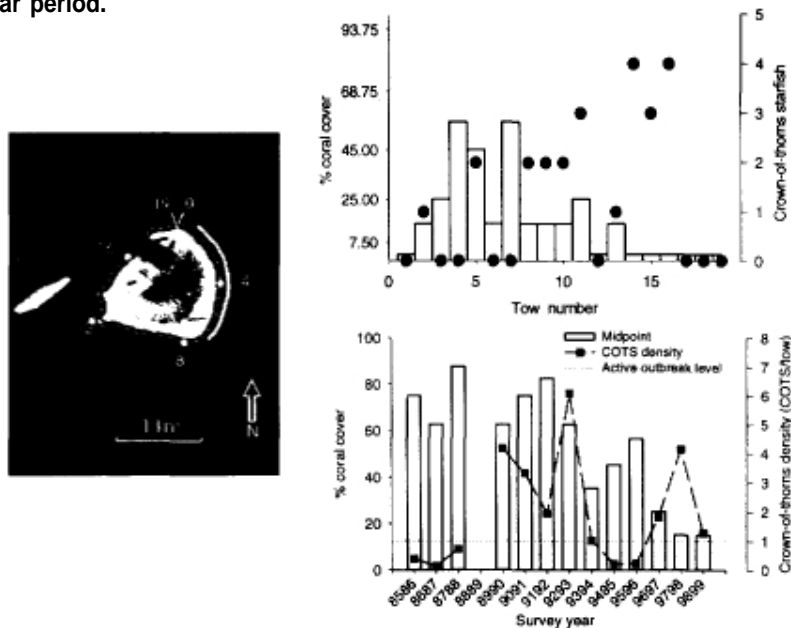 ar period.
93.75
68.75
45.00
25.00
7.50
% coral cover
5
4
3
2
1
0
Crown-of-thorns starfish
0 5 10 15
Tow number
4
8
N
100
80
60
40
20
0
% coral cover
Midpoint
COTS density
Active outbreak level
8
7
6
5
4
3
2
1
0
Crown-of-thorns density (COTS/tow)
8586 8687 8788 8889 8990 9091 9192 9293 9394 9495 9596 9697 9798 9899
Survey year